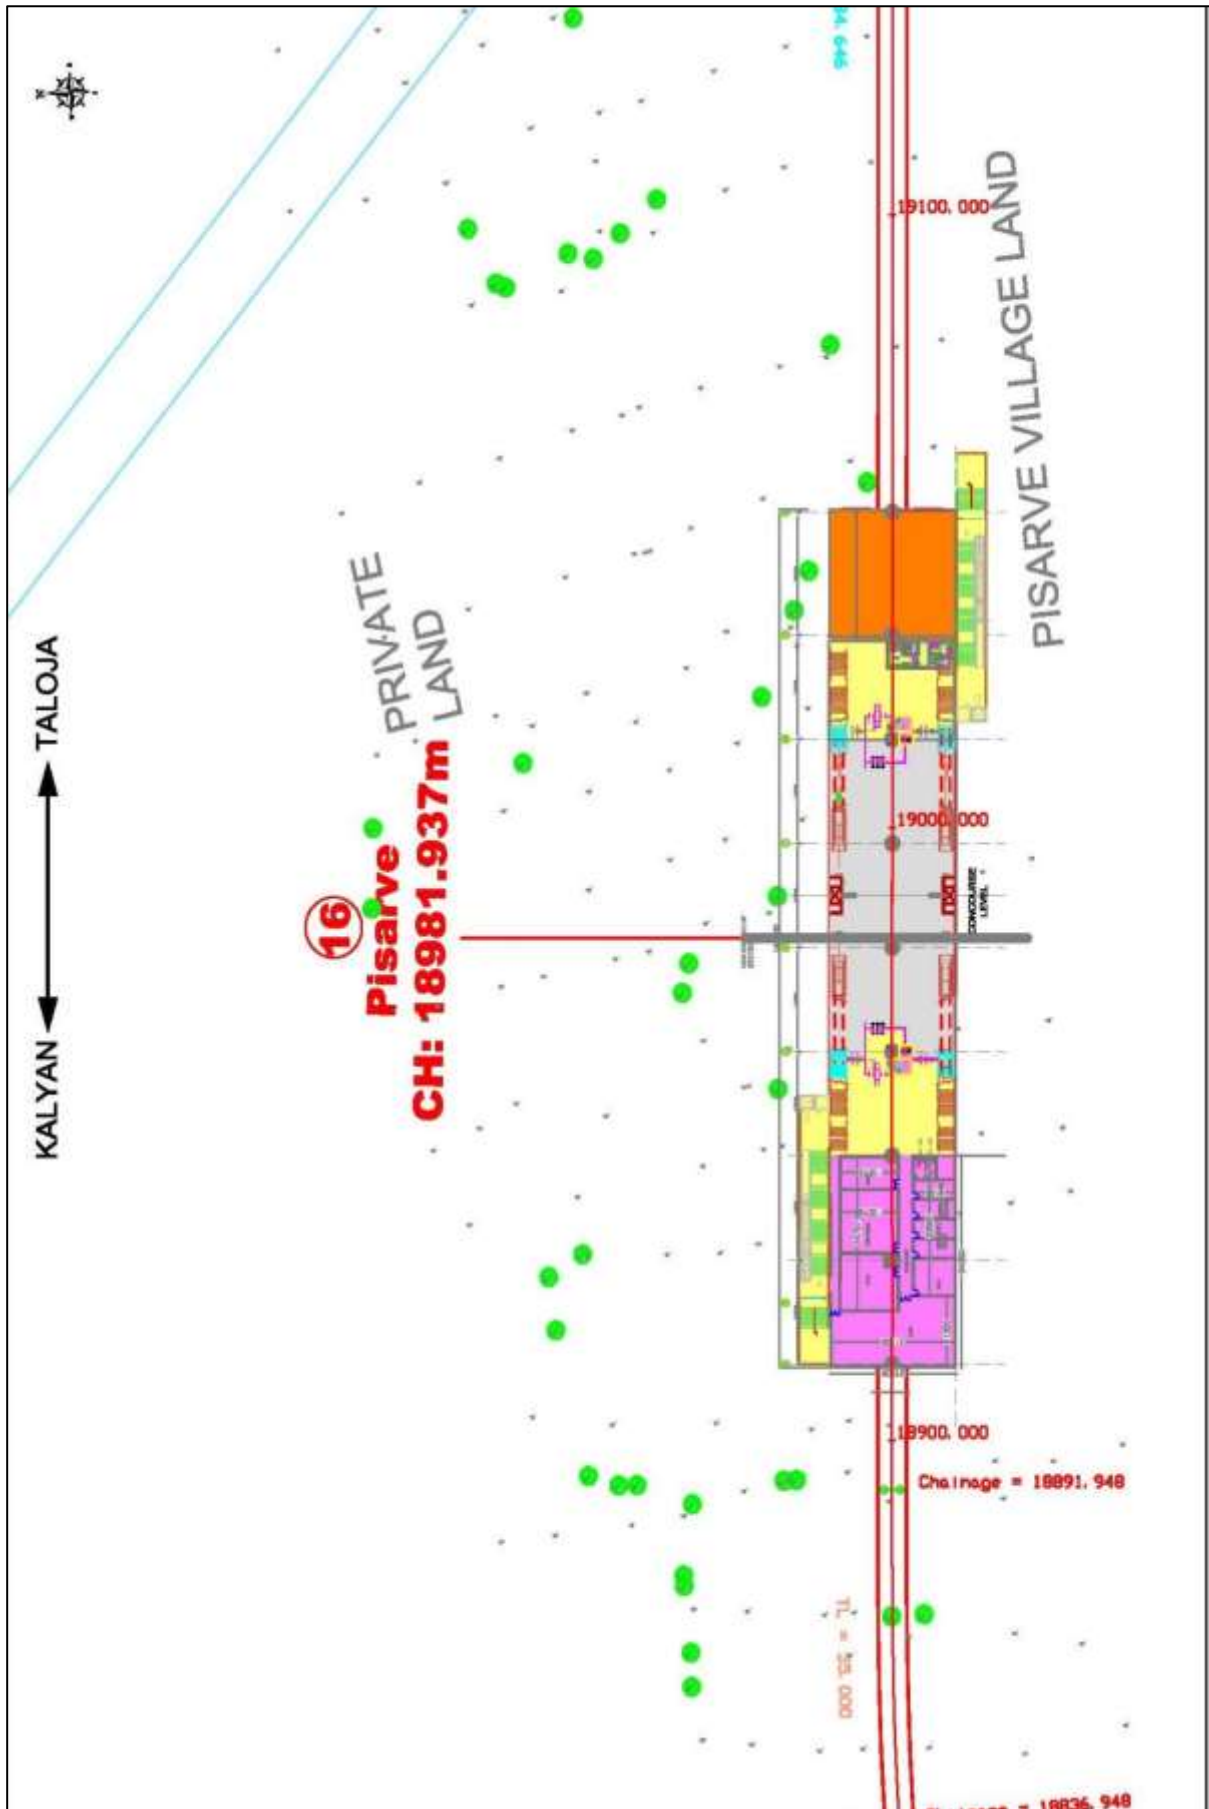 19100.000
PISARVE VILLAGE LAND
PRIVATE
LAND
KALYAN
TALOJA
16
Pisarve
CH: 18981.937m
19000.000
CONCOURSE
LEVEL
18900.000
Chainage = 18891.948
TL = 55.000
18836.948